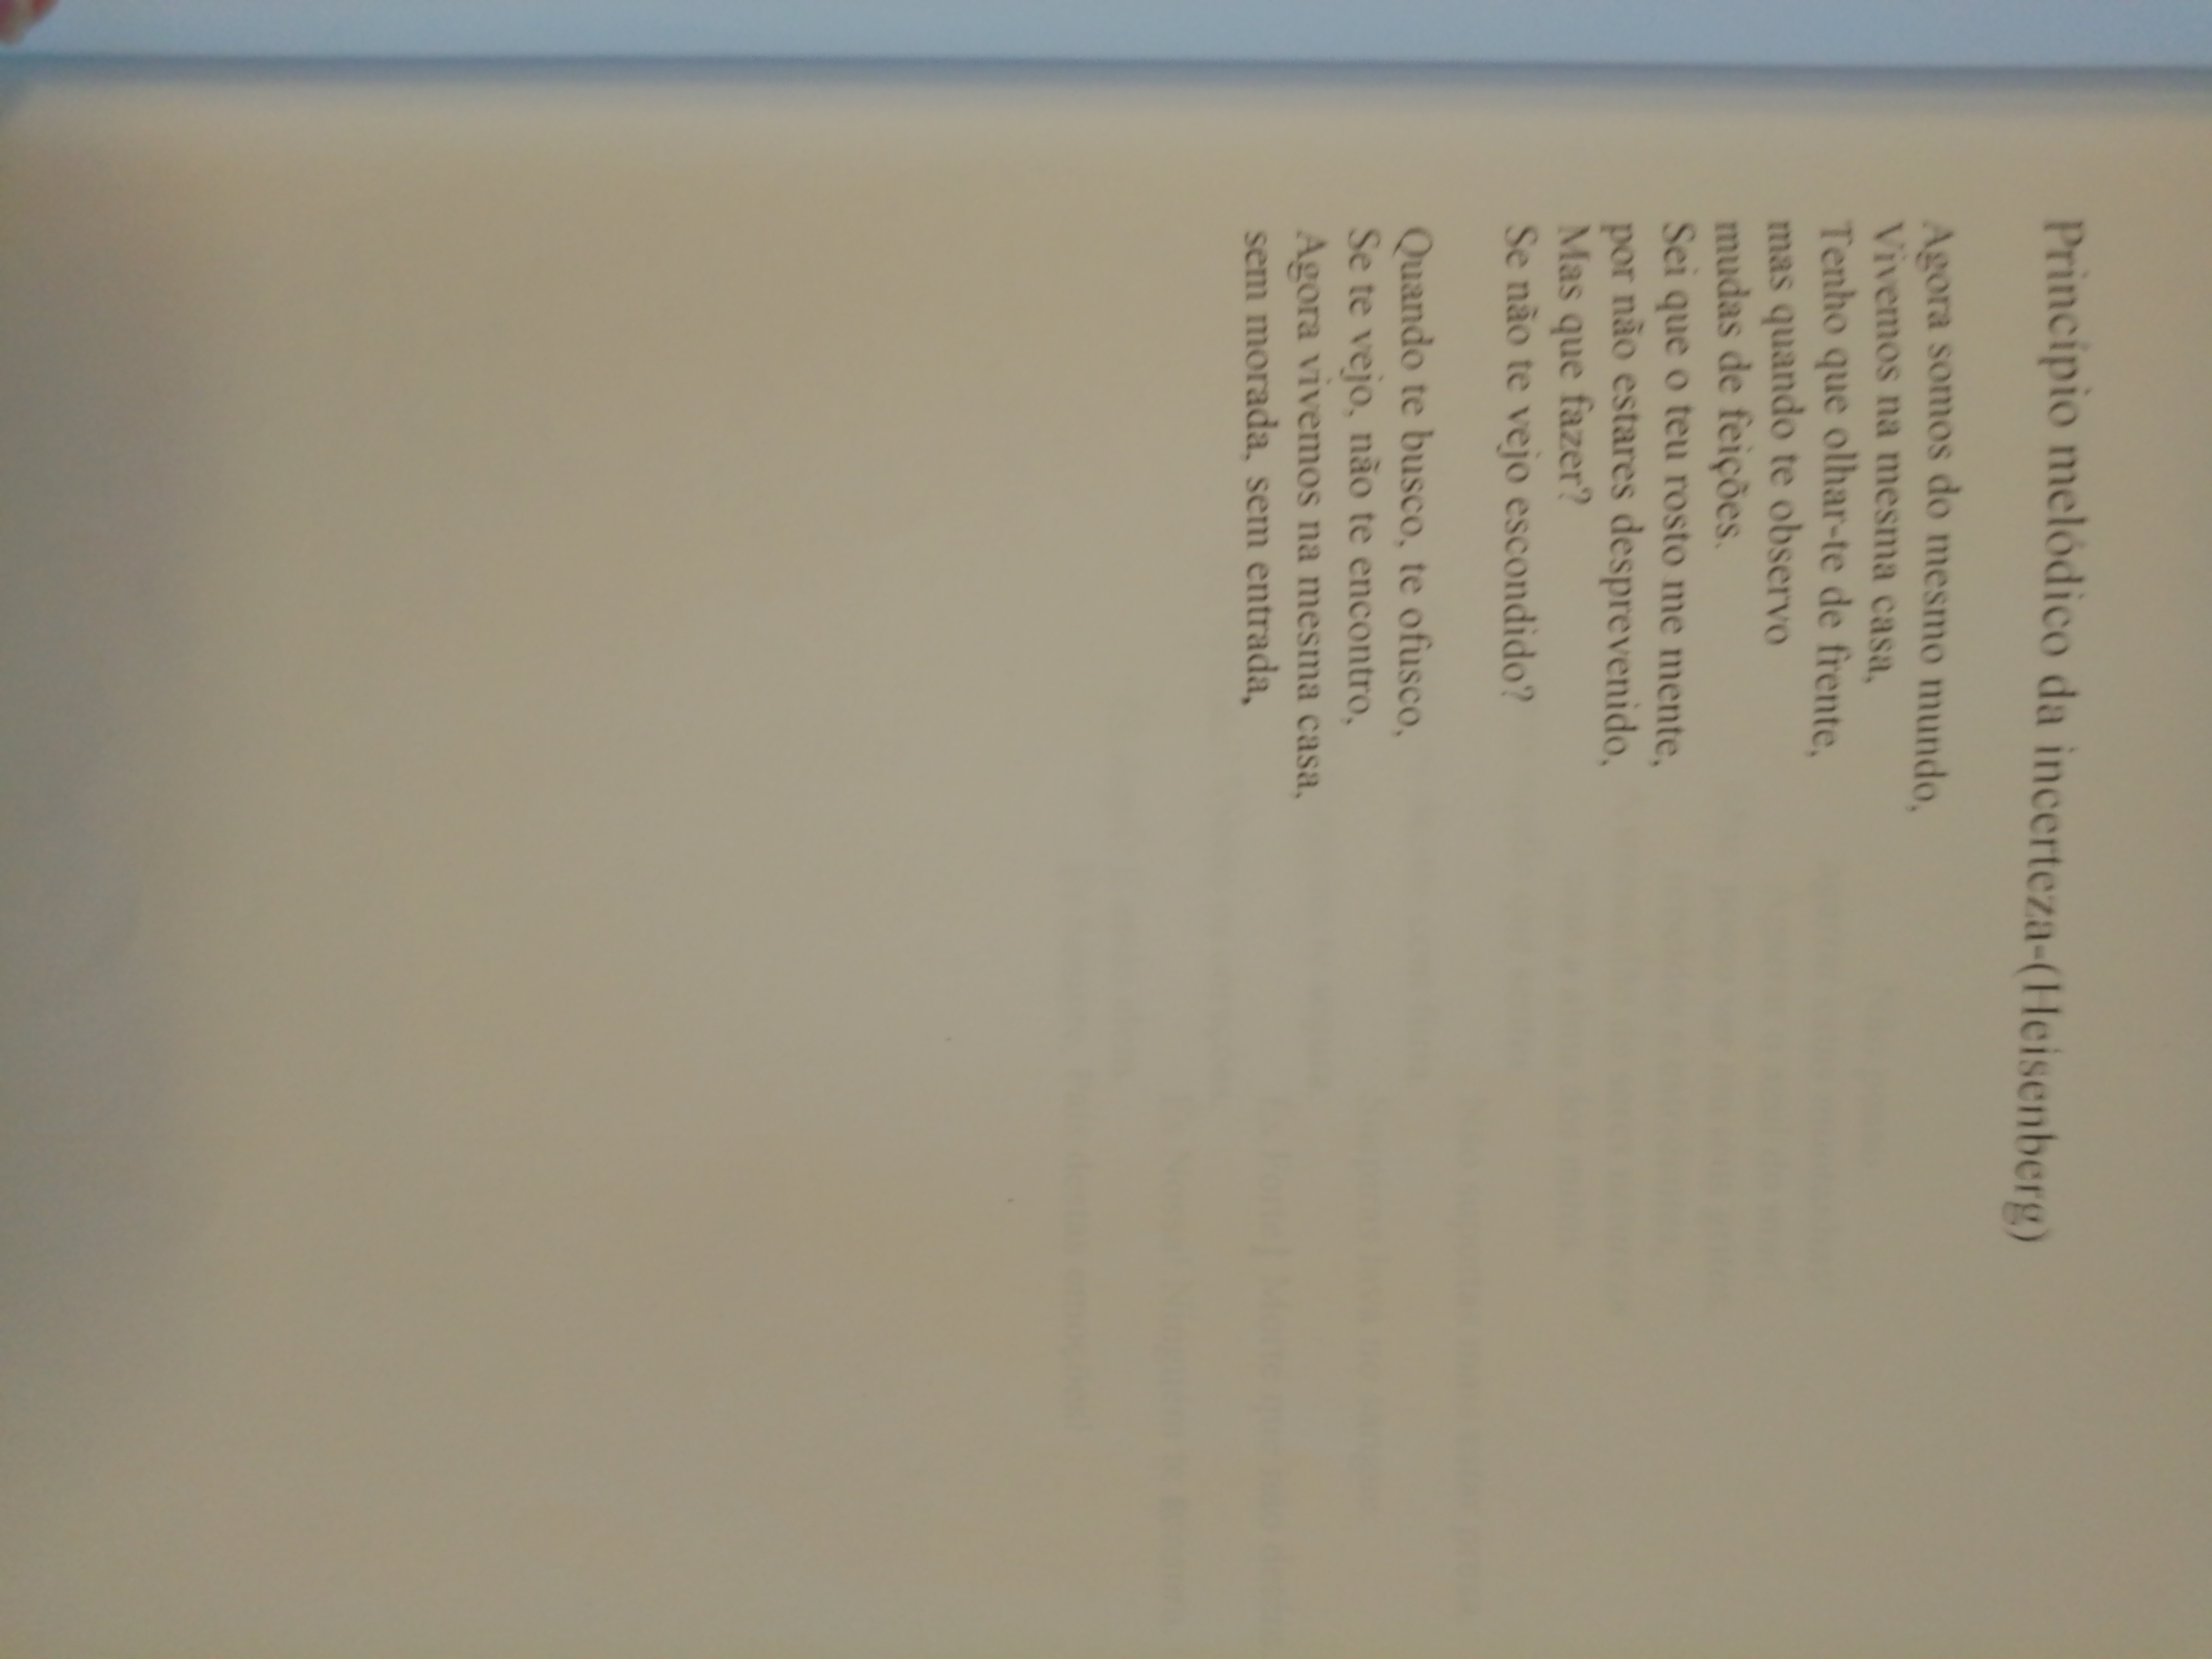 Princípio melódico da incerteza-(Heisenberg)
Agora somos do mesmo mundo,
Vivemos na mesma casa,
Tenho que olhar-te de frente,
mas quando te observo
mudas de feições.
Sei que o teu rosto me mente,
por não estares desprevenido,
Mas que fazer?
Se não te vejo escondido?
Quando te busco, te ofusco,
Se te vejo, não te encontro,
Agora vivemos na mesma casa,
sem morada, sem entrada,